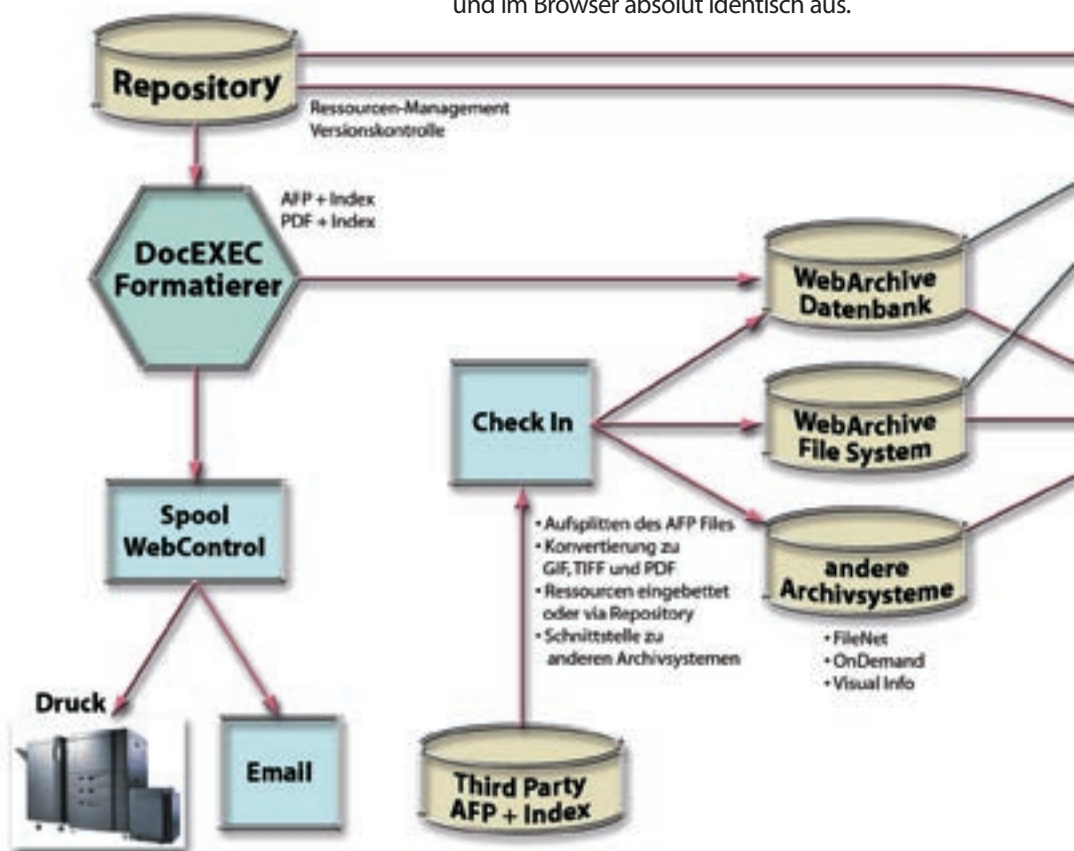 und im Browser absolut identisch aus.
Repository
Ressourcen-Management
Versionskontrolle
AFP + Index
PDF + Index
DocEXEC
Formatierer
WebArchive
Datenbank
Check In
WebArchive
File System
Spool
WebControl
• Aufsplitten des AFP Files
• Konvertierung zu
GIF, TIFF und PDF
• Ressourcen eingebettet
oder via Repository
• Schnittstelle zu
anderen Archivsystemen
andere
Archivsysteme
• FileNet
• OnDemand
• Visual Info
Druck
Email
Third Party
AFP + Index